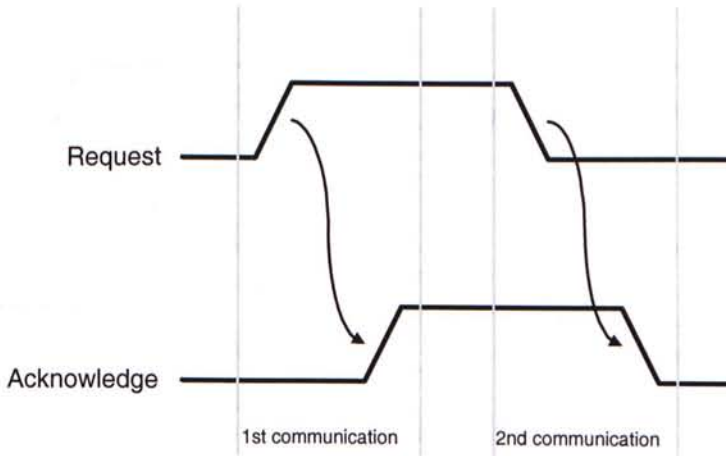 Request
Acknowledge
1st communication
2nd communication